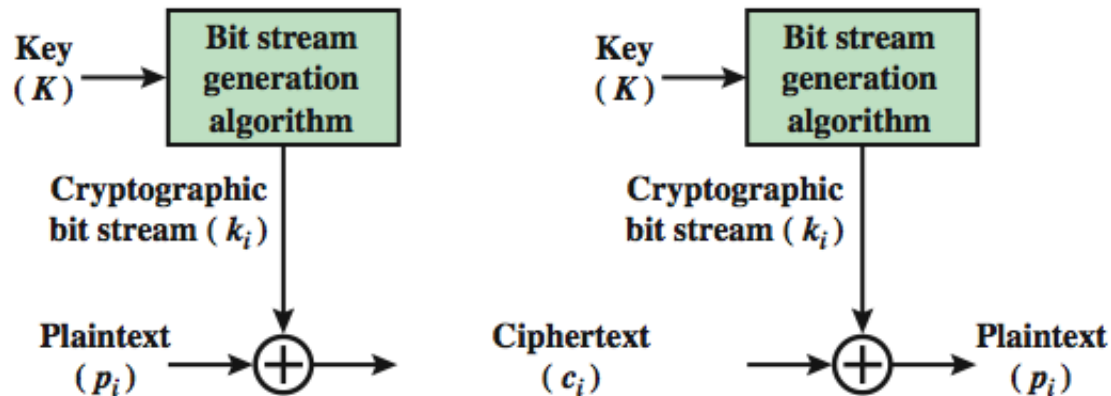 Key
( K )
Bit stream
generation
algorithm
Cryptographic
bit stream ( kᵢ )
Plaintext
( pᵢ )
Key
( K )
Bit stream
generation
algorithm
Cryptographic
bit stream ( kᵢ )
Ciphertext
( cᵢ )
Plaintext
( pᵢ )